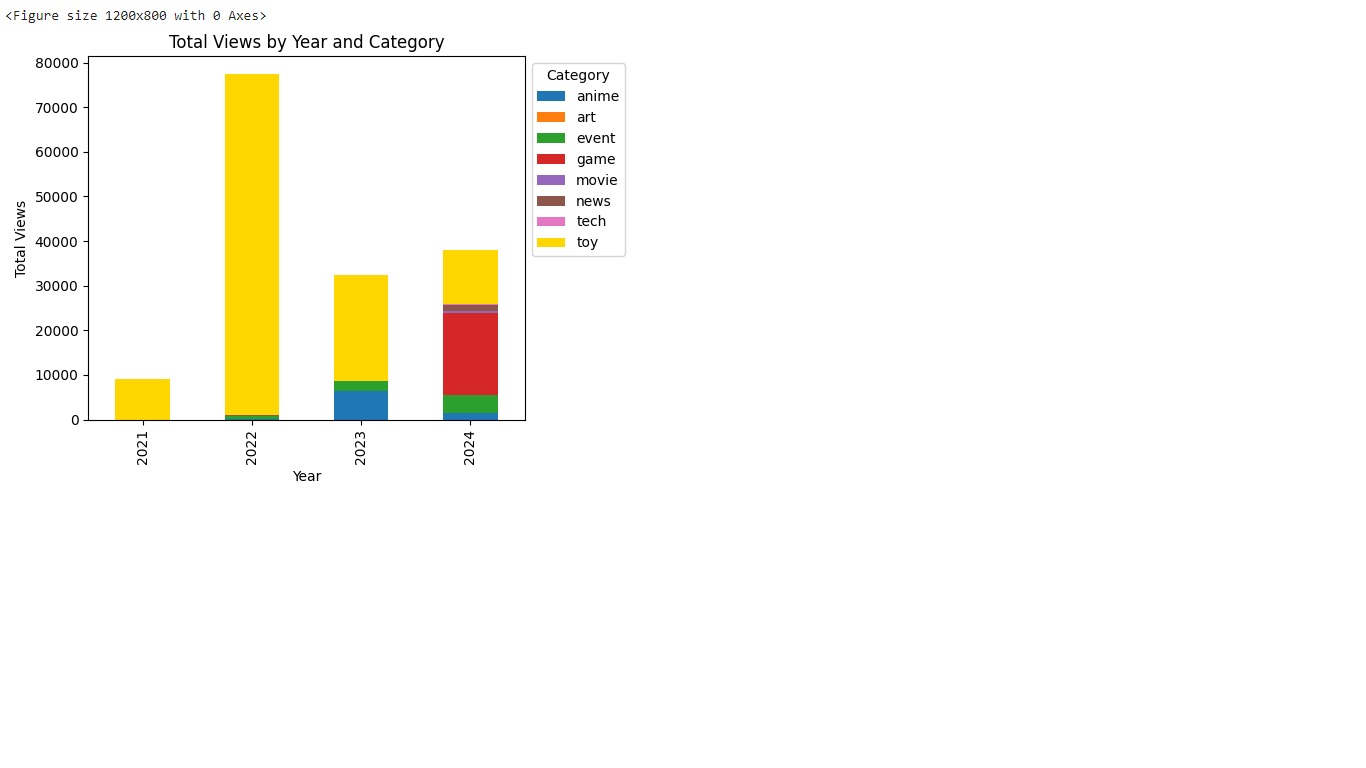 <Figure size 1200x800 with 0 Axes>
Total Views by Year and Category
80000
70000
60000
50000
40000
30000
20000
10000
0
Total Views
2021
2022
2023
2024
Year
Category
anime
art
event
game
movie
news
tech
toy